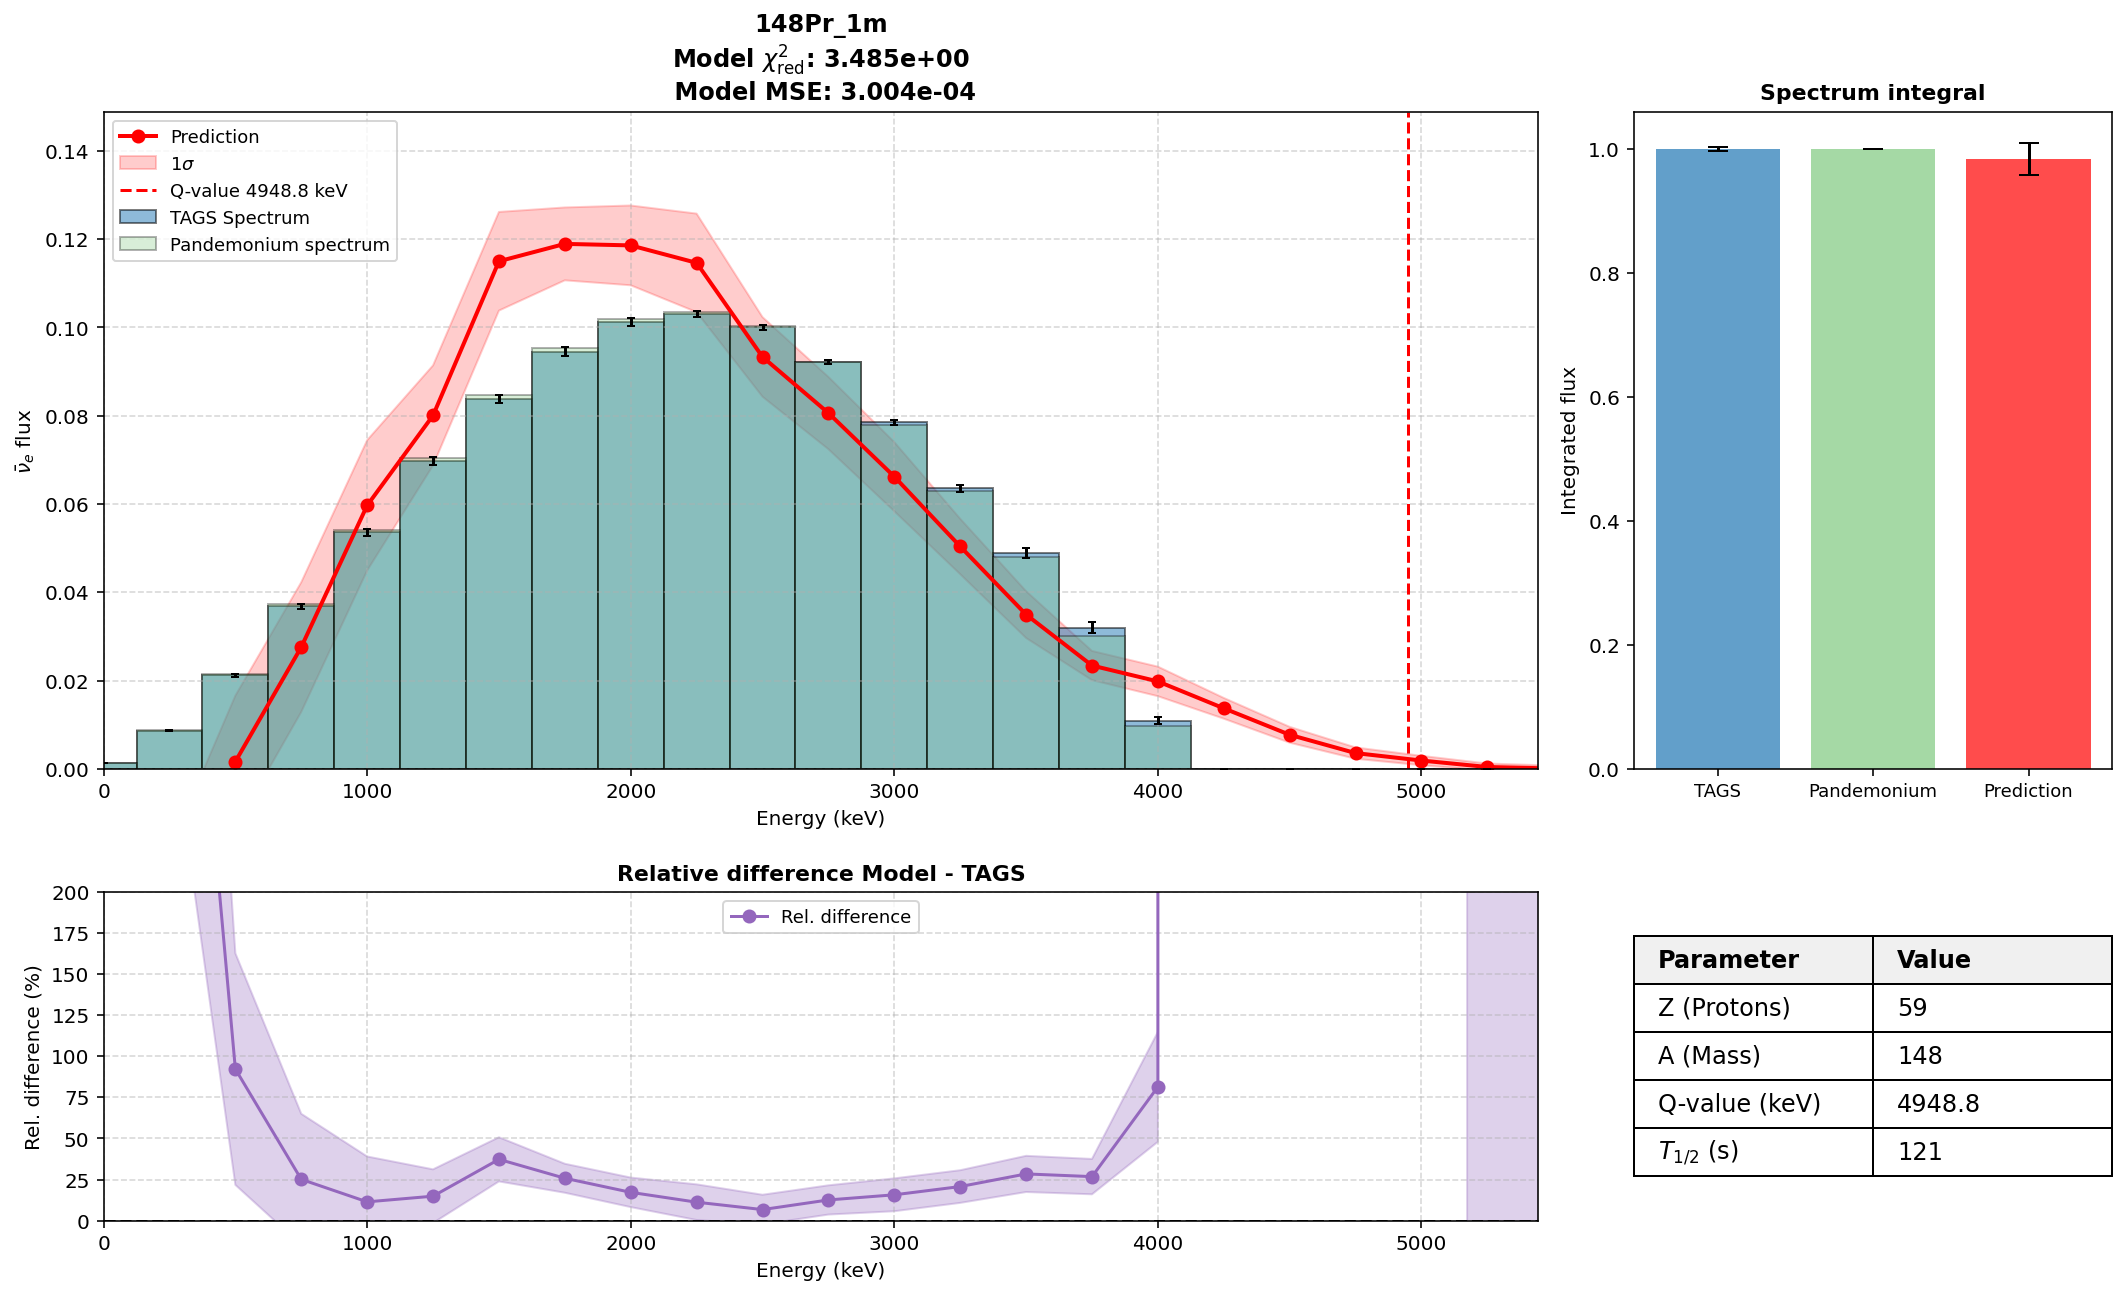 148Pr_1m
Model χ²red: 3.485e+00
Model MSE: 3.004e-04
Prediction
1σ
Q-value 4948.8 keV
TAGS Spectrum
Pandemonium spectrum
0.14
0.12
0.10
0.08
0.06
0.04
0.02
0.00
ν̄e flux
0 1000 2000 3000 4000 5000
Energy (keV)
Spectrum integral
1.0
0.8
0.6
0.4
0.2
0.0
Integrated flux
TAGS Pandemonium Prediction
Relative difference Model - TAGS
Rel. difference
200
175
150
125
100
75
50
25
0
Rel. difference (%)
0 1000 2000 3000 4000 5000
Energy (keV)
Parameter Value
Z (Protons) 59
A (Mass) 148
Q-value (keV) 4948.8
T1/2 (s) 121